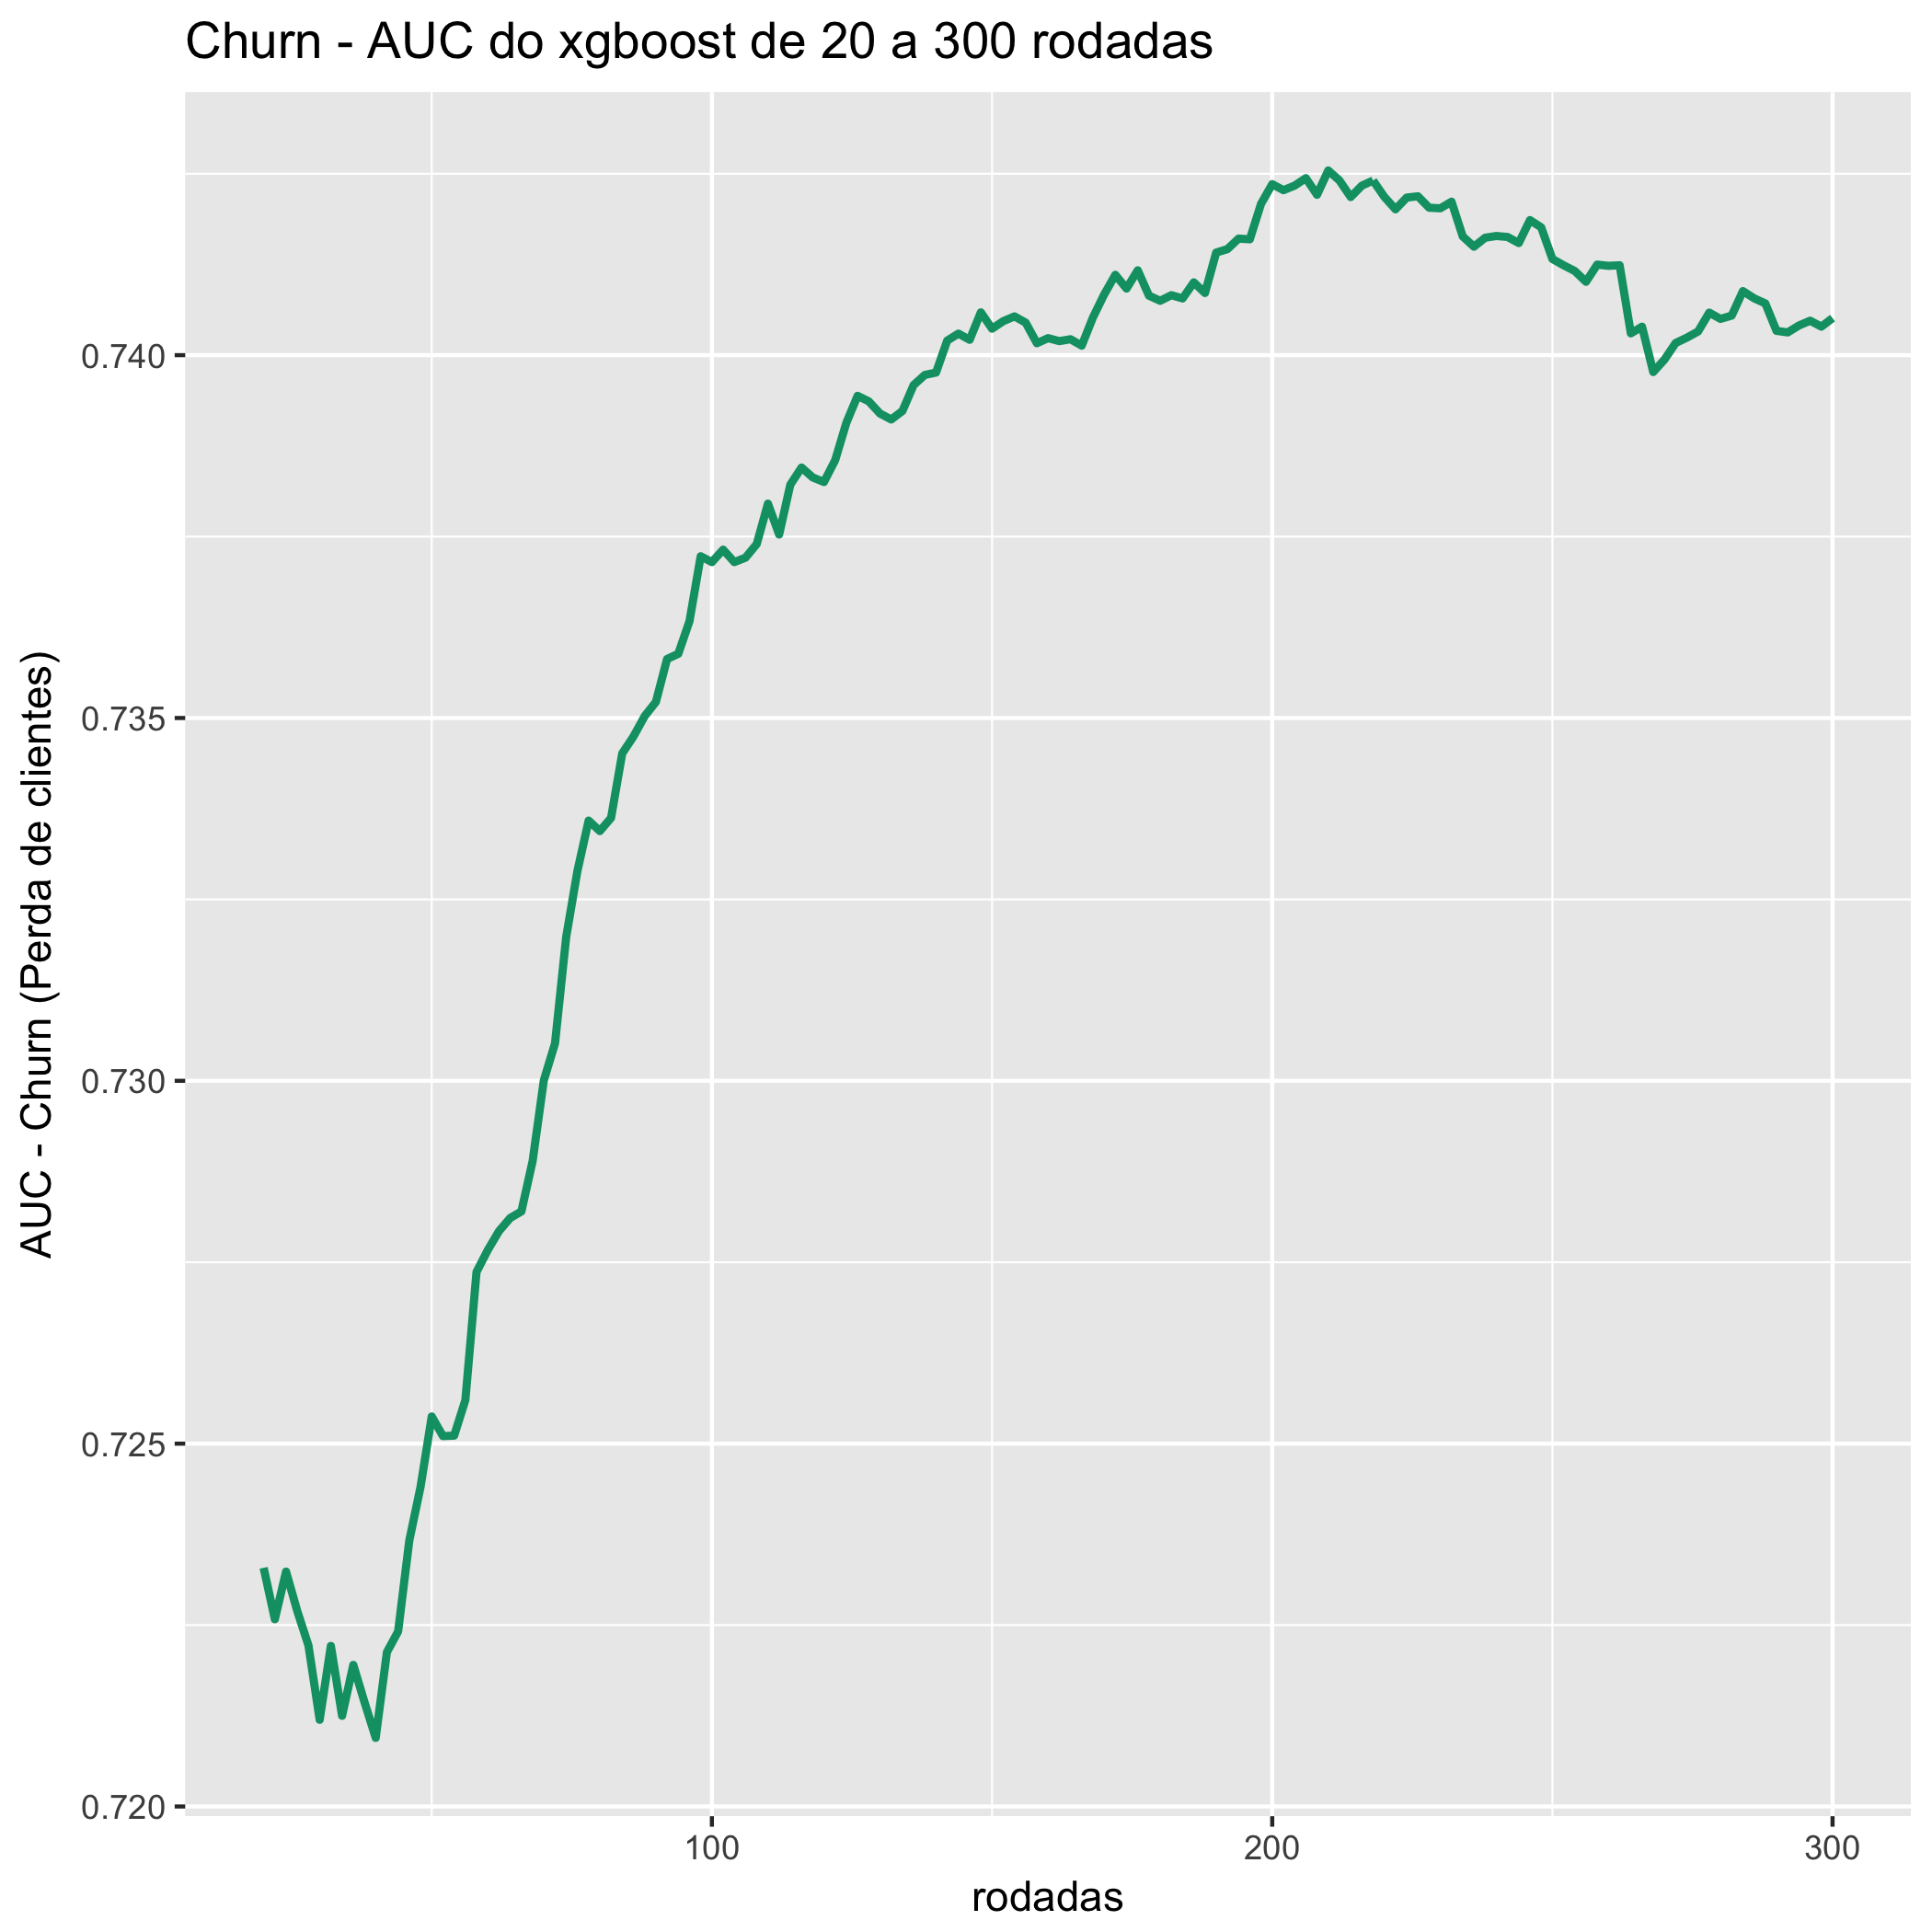 Churn - AUC do xgboost de 20 a 300 rodadas
AUC - Churn (Perda de clientes)
0.740
0.735
0.730
0.725
0.720
100
200
300
rodadas